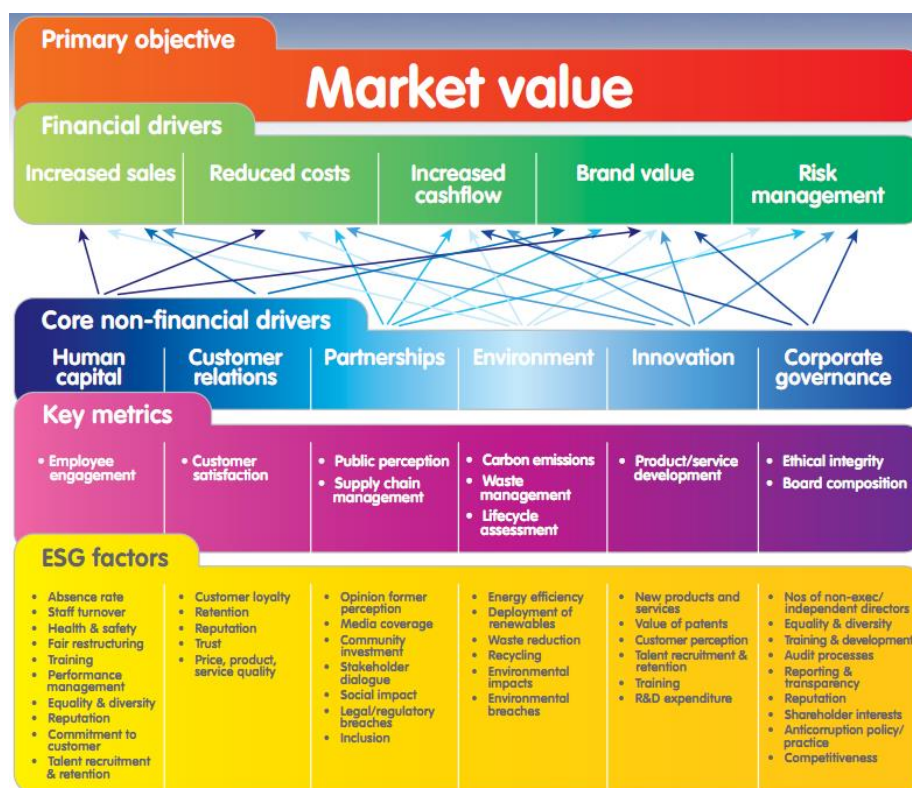 Primary objective
Market value
Financial drivers
Increased sales
Reduced costs
Increased
cashflow
Brand value
Risk
management
Core non-financial drivers
Human
capital
Customer
relations
Partnerships
Environment
Innovation
Corporate
governance
Key metrics
• Employee
engagement
• Customer
satisfaction
• Public perception
• Supply chain
management
• Carbon emissions
• Waste
management
• Lifecycle
assessment
• Product/service
development
• Ethical integrity
• Board composition
ESG factors
• Absence rate
• Staff turnover
• Health & safety
• Fair restructuring
• Training
• Performance
management
• Equality & diversity
• Reputation
• Commitment to
customer
• Talent recruitment
& retention
• Customer loyalty
• Retention
• Reputation
• Trust
• Price, product,
service quality
• Opinion former
perception
• Media coverage
• Community
investment
• Stakeholder
dialogue
• Social impact
• Legal/regulatory
breaches
• Inclusion
• Energy efficiency
• Deployment of
renewables
• Waste reduction
• Recycling
• Environmental
impacts
• Environmental
breaches
• New products and
services
• Value of patents
• Customer perception
• Talent recruitment &
retention
• Training
• R&D expenditure
• Nos of non-exec/
independent directors
• Equality & diversity
• Training & development
• Audit processes
• Reporting &
transparency
• Reputation
• Shareholder interests
• Anticorruption policy/
practice
• Competitiveness